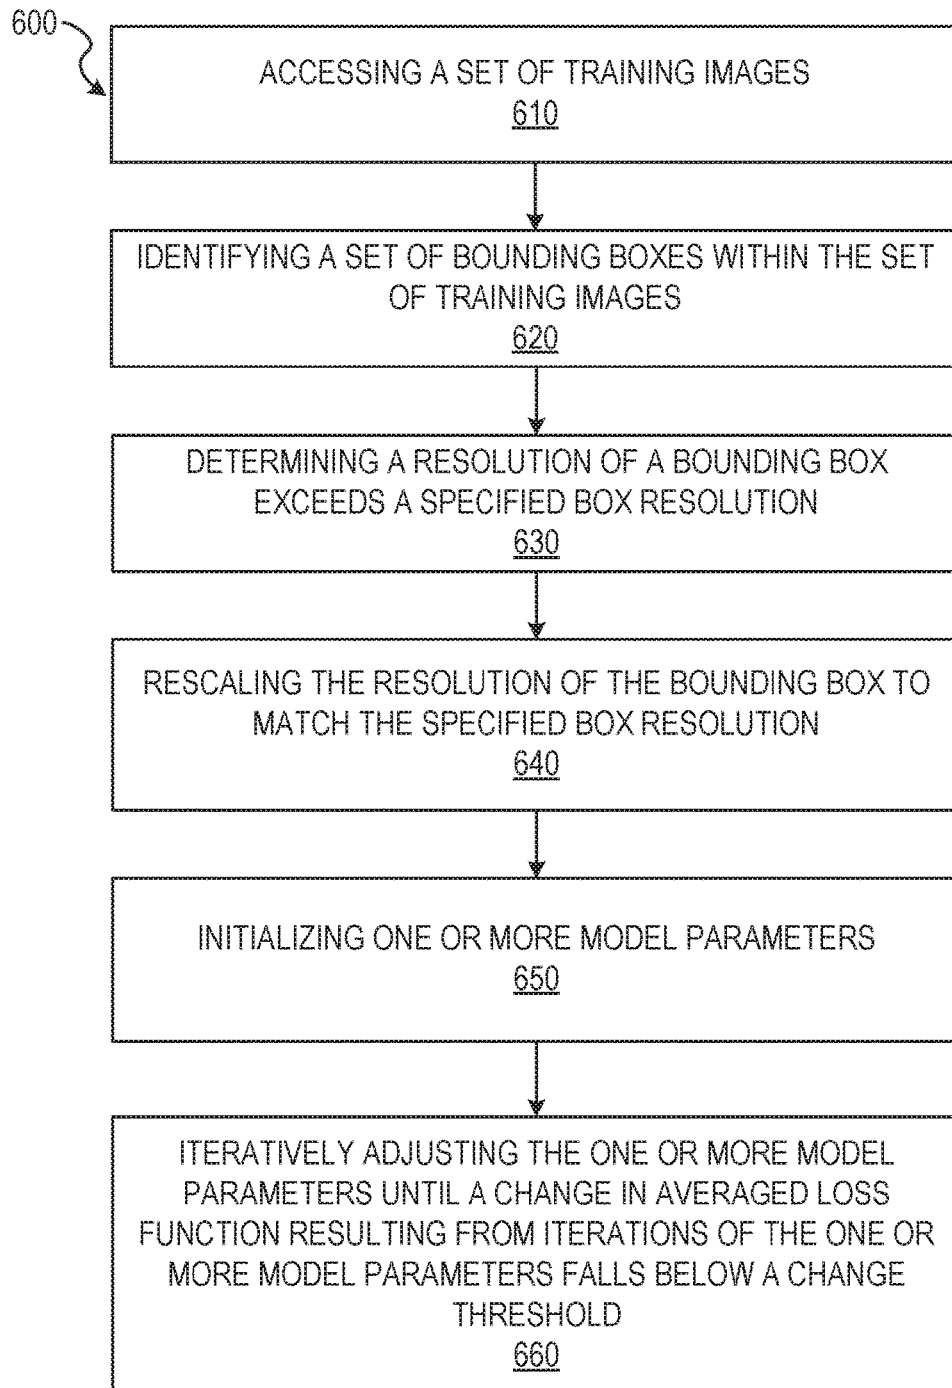 600
ACCESSING A SET OF TRAINING IMAGES
610
IDENTIFYING A SET OF BOUNDING BOXES WITHIN THE SET
OF TRAINING IMAGES
620
DETERMINING A RESOLUTION OF A BOUNDING BOX
EXCEEDS A SPECIFIED BOX RESOLUTION
630
RESCALING THE RESOLUTION OF THE BOUNDING BOX TO
MATCH THE SPECIFIED BOX RESOLUTION
640
INITIALIZING ONE OR MORE MODEL PARAMETERS
650
ITERATIVELY ADJUSTING THE ONE OR MORE MODEL
PARAMETERS UNTIL A CHANGE IN AVERAGED LOSS
FUNCTION RESULTING FROM ITERATIONS OF THE ONE OR
MORE MODEL PARAMETERS FALLS BELOW A CHANGE
THRESHOLD
660